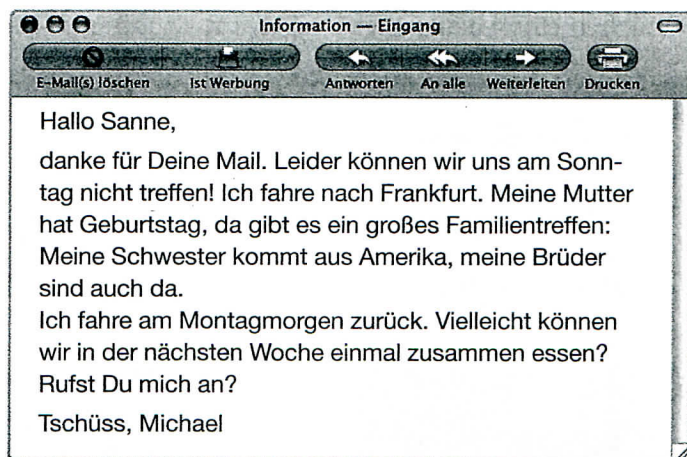 Information — Eingang
E-Mail(s) löschen Ist Werbung Antworten An alle Weiterleiten Drucken
Hallo Sanne,
danke für Deine Mail. Leider können wir uns am Sonn-
tag nicht treffen! Ich fahre nach Frankfurt. Meine Mutter
hat Geburtstag, da gibt es ein großes Familientreffen:
Meine Schwester kommt aus Amerika, meine Brüder
sind auch da.
Ich fahre am Montagmorgen zurück. Vielleicht können
wir in der nächsten Woche einmal zusammen essen?
Rufst Du mich an?
Tschüss, Michael